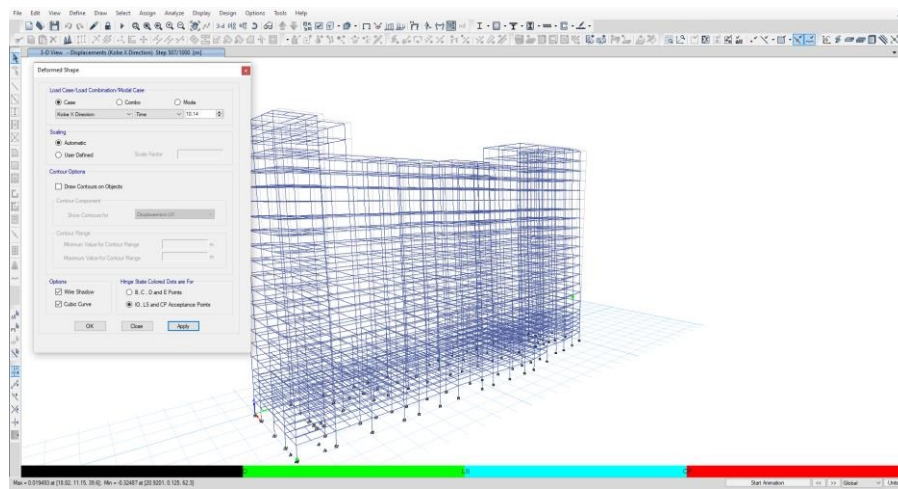 File Edit View Define Draw Select Assign Analyze Display Design Options Tools Help
3-D View - Displacements (Kobe X Direction) Step 507/1000 [m]
Deformed Shape
Load Case/Load Combination/Modal Case
Case Combo Mode
Kobe X Direction Time 10.14
Scaling
Automatic
User Defined Scale Factor
Contour Options
Draw Contours on Objects
Contour Component
Show Contours for Displacement
Contour Range
Minimum Value for Contour Range m
Maximum Value for Contour Range m
Options Hinge State Colored Dots are For
Wire Shadow B, C, D and E Points
Cubic Curve IO, LS and CP Acceptance Points
OK Close Apply
LS
Start Animation << >> Global Units